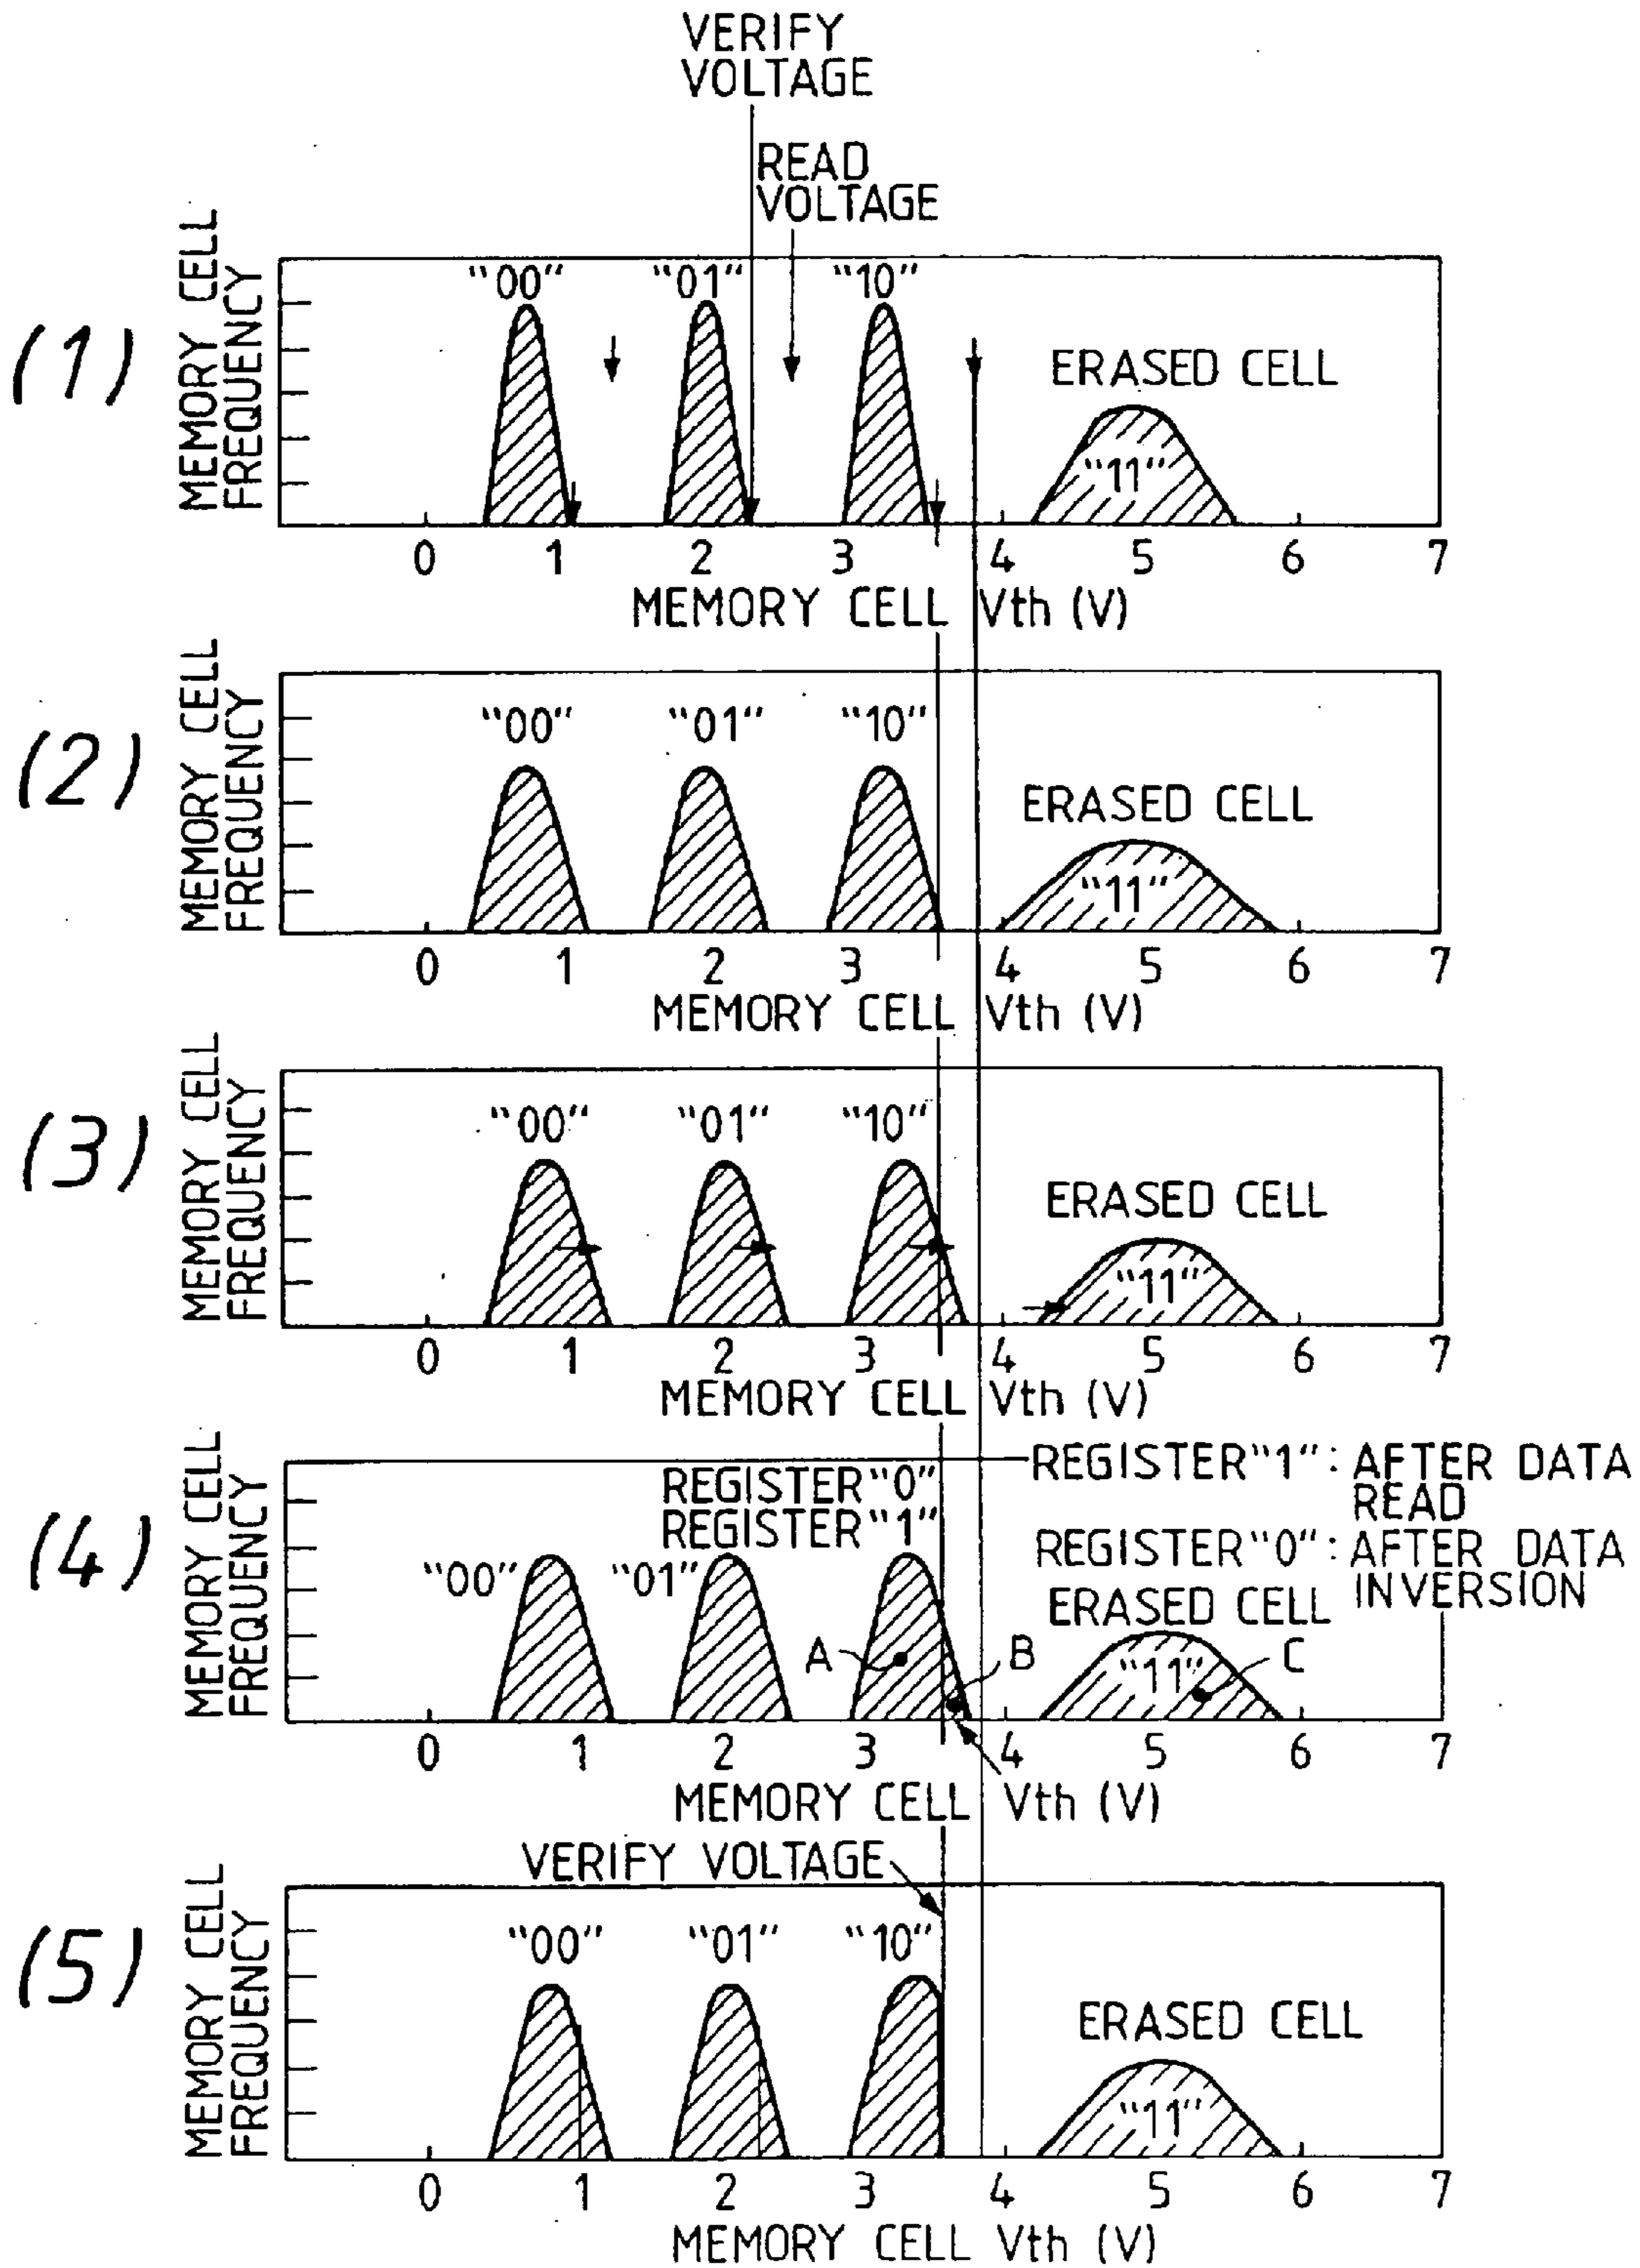 VERIFY
VOLTAGE
READ
VOLTAGE
(1)
MEMORY CELL
FREQUENCY
"00" "01" "10"
ERASED CELL
"11"
0 1 2 3 4 5 6 7
MEMORY CELL Vth (V)
(2)
MEMORY CELL
FREQUENCY
"00" "01" "10"
ERASED CELL
"11"
0 1 2 3 4 5 6 7
MEMORY CELL Vth (V)
(3)
MEMORY CELL
FREQUENCY
"00" "01" "10"
ERASED CELL
"11"
0 1 2 3 4 5 6 7
MEMORY CELL Vth (V)
(4)
MEMORY CELL
FREQUENCY
REGISTER "0"
REGISTER "1"
REGISTER "1": AFTER DATA
READ
REGISTER "0": AFTER DATA
INVERSION
"00" "01"
ERASED CELL
A B "11" C
0 1 2 3 4 5 6 7
MEMORY CELL Vth (V)
VERIFY VOLTAGE
(5)
MEMORY CELL
FREQUENCY
"00" "01" "10"
ERASED CELL
"11"
0 1 2 3 4 5 6 7
MEMORY CELL Vth (V)